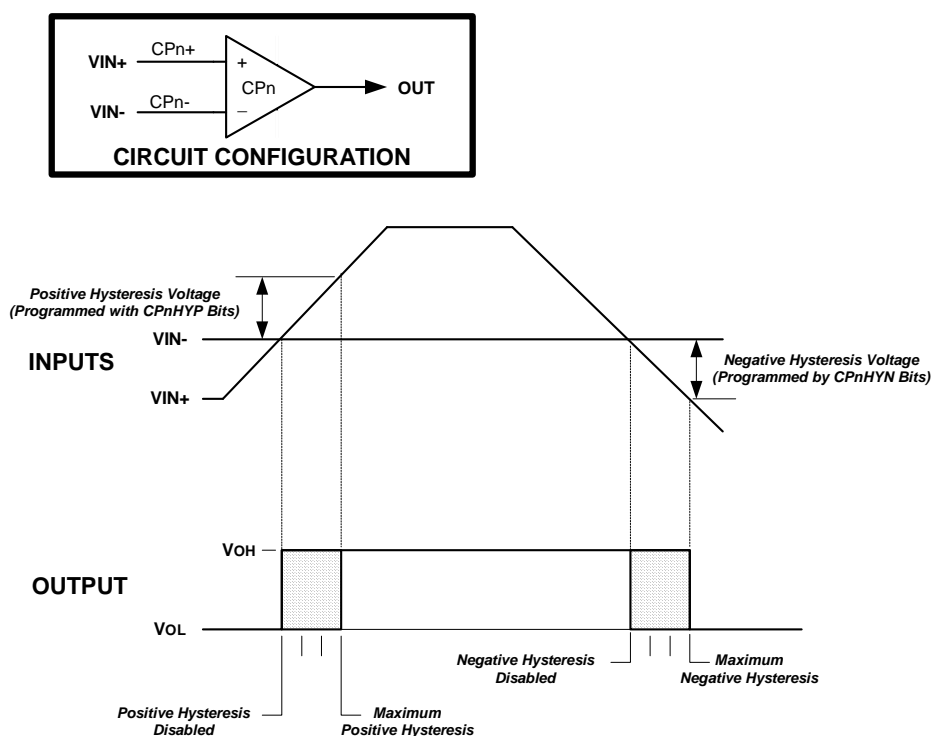 VIN+
CPn+
+
CPn
OUT
VIN-
CPn-
−
CIRCUIT CONFIGURATION
Positive Hysteresis Voltage
(Programmed with CPnHYP Bits)
VIN-
INPUTS
Negative Hysteresis Voltage
(Programmed by CPnHYN Bits)
VIN+
VOH
OUTPUT
VOL
Negative Hysteresis
Disabled
Maximum
Negative Hysteresis
Positive Hysteresis
Disabled
Maximum
Positive Hysteresis